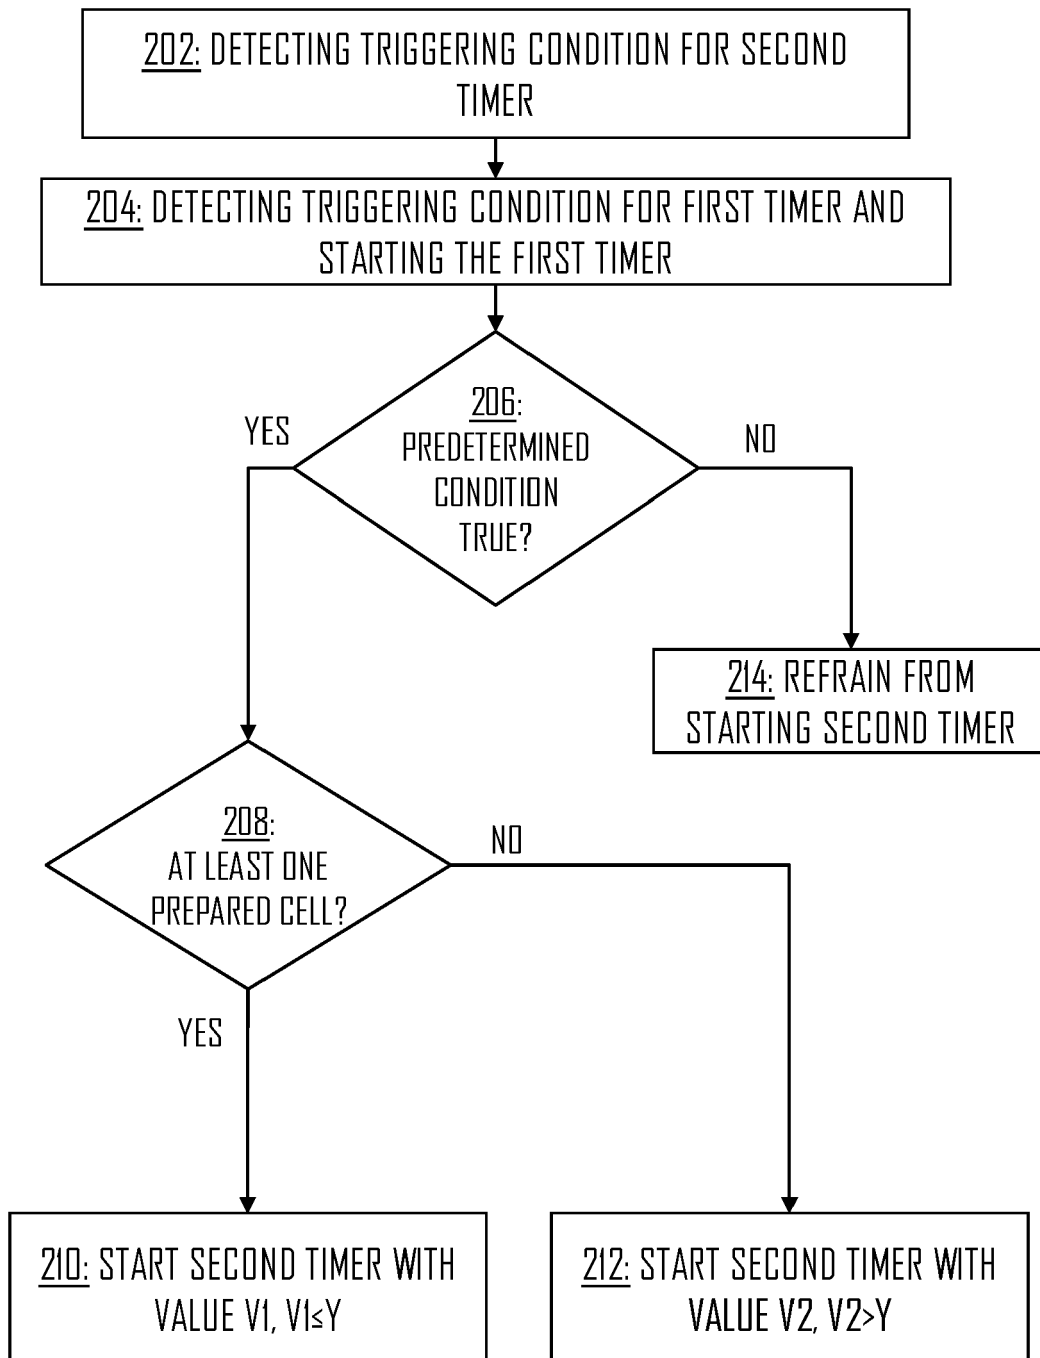 202: DETECTING TRIGGERING CONDITION FOR SECOND
TIMER
204: DETECTING TRIGGERING CONDITION FOR FIRST TIMER AND
STARTING THE FIRST TIMER
206:
PREDETERMINED
CONDITION
TRUE?
YES
NO
214: REFRAIN FROM
STARTING SECOND TIMER
208:
AT LEAST ONE
PREPARED CELL?
NO
YES
210: START SECOND TIMER WITH
VALUE V1, V1≤Y
212: START SECOND TIMER WITH
VALUE V2, V2>Y